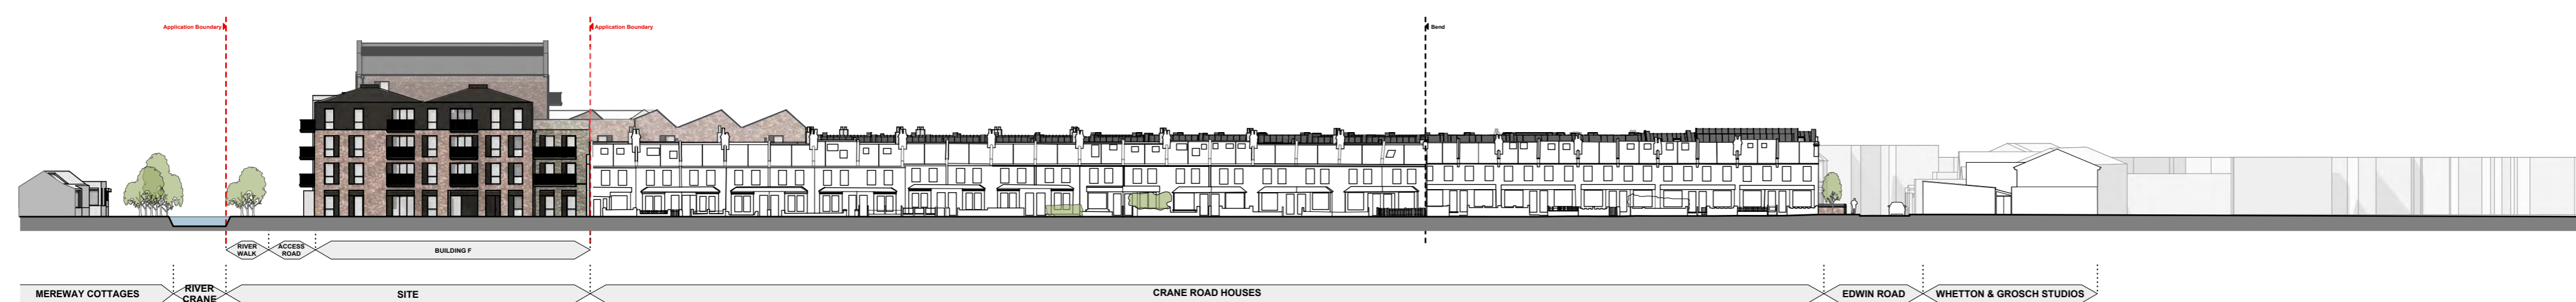 Application Boundary
Application Boundary
Bend
RIVER
WALK
ACCESS
ROAD
BUILDING F
MEREWAY COTTAGES
RIVER
CRANE
SITE
CRANE ROAD HOUSES
EDWIN ROAD
WHETTON & GROSCH STUDIOS